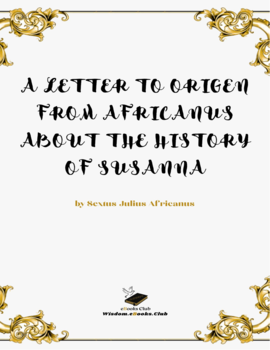 A LETTER TO ORIGEN
FROM AFRICANUS
ABOUT THE HISTORY
OF SUSANNA
by Sextus Julius Africanus
eBooks Club
Wisdom.eBooks.Club